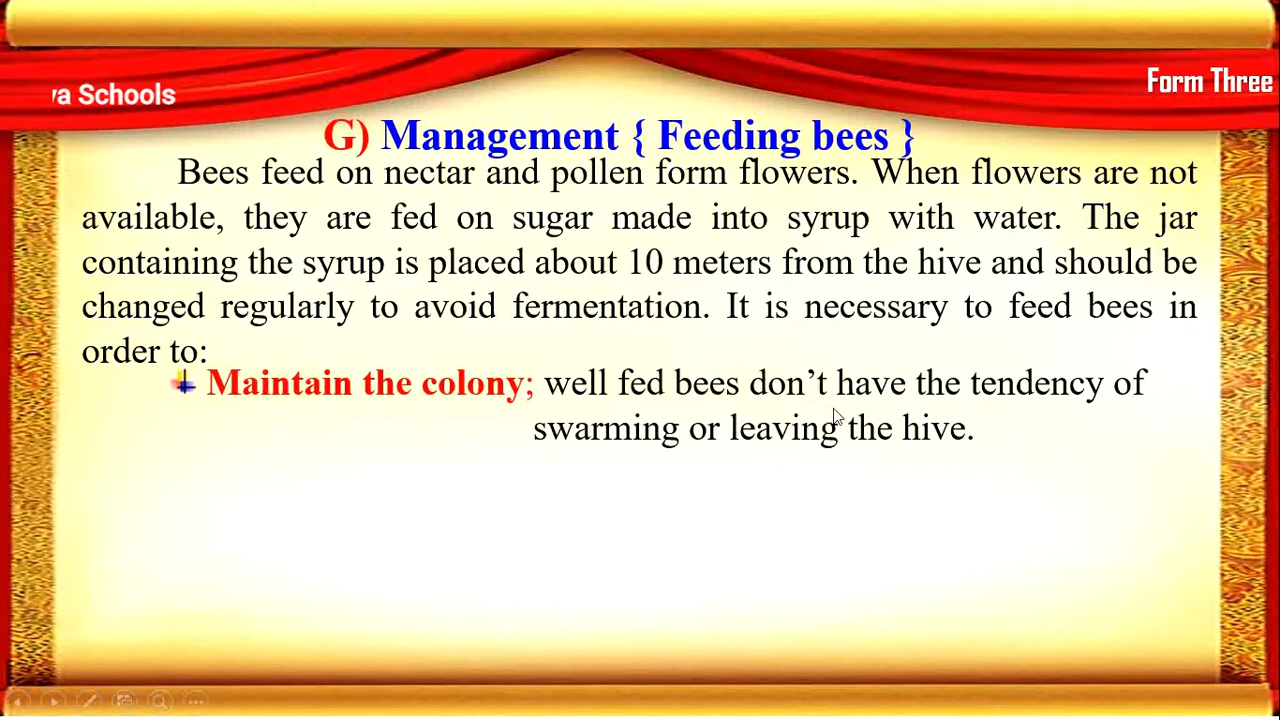 Schools
Form Three
G) Management { Feeding bees }
Bees feed on nectar and pollen form flowers. When flowers are not
available, they are fed on sugar made into syrup with water. The jar
containing the syrup is placed about 10 meters from the hive and should be
changed regularly to avoid fermentation. It is necessary to feed bees in
order to:
Maintain the colony; well fed bees don’t have the tendency of
swarming or leaving the hive.